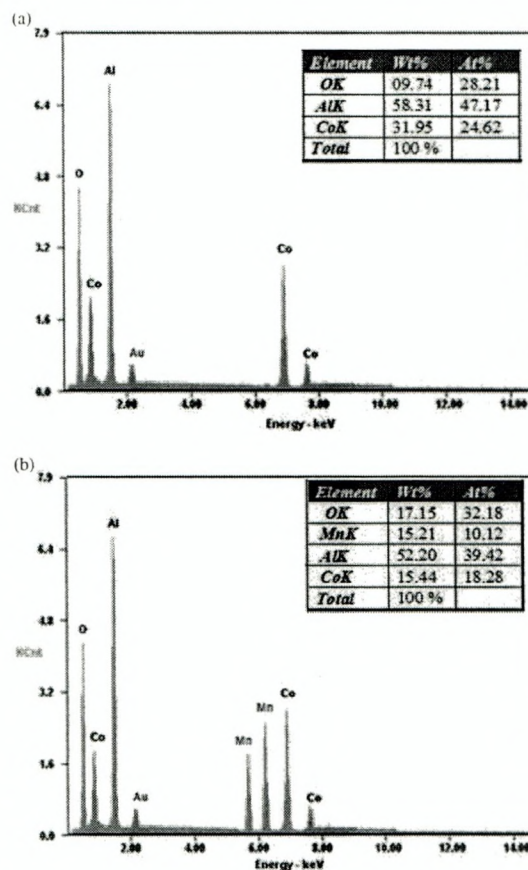 (a)
7.9
6.4
4.8
3.2
1.6
0.0
KCnt
O
Co
Al
Au
Co
Co
Element Wt% At%
OK 09.74 28.21
AlK 58.31 47.17
CoK 31.95 24.62
Total 100 %
2.00 4.00 6.00 8.00 10.00 12.00 14.00
Energy - keV
(b)
7.9
6.4
4.8
3.2
1.6
0.0
KCnt
O
Co
Al
Au
Mn
Mn
Co
Co
Element Wt% At%
OK 17.15 32.18
MnK 15.21 10.12
AlK 52.20 39.42
CoK 15.44 18.28
Total 100 %
2.00 4.00 6.00 8.00 10.00 12.00 14.00
Energy - keV